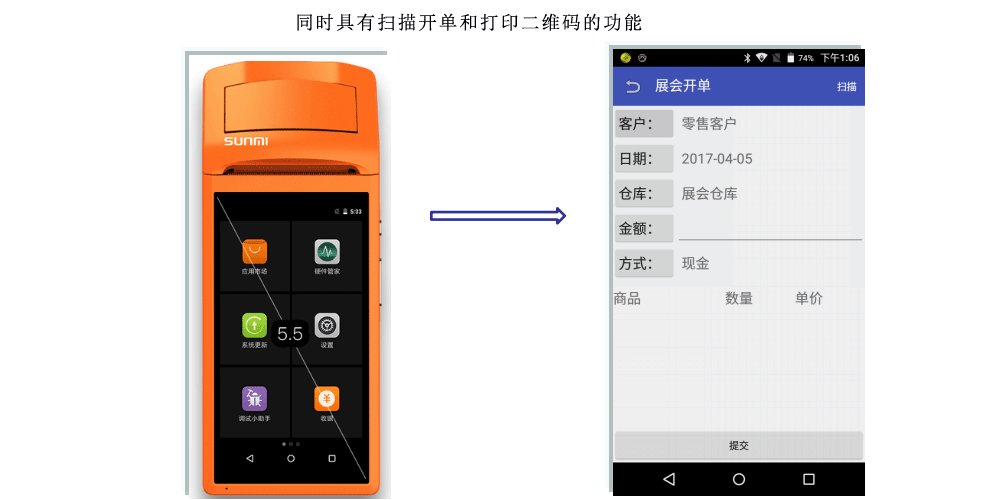 同时具有扫描开单和打印二维码的功能
SUNMI
5:33
应用市场
硬件管家
系统更新
5.5
设置
调试小助手
收银
74% 下午1:06
展会开单
扫描
客户: 零售客户
日期: 2017-04-05
仓库: 展会仓库
金额:
方式: 现金
商品 数量 单价
提交